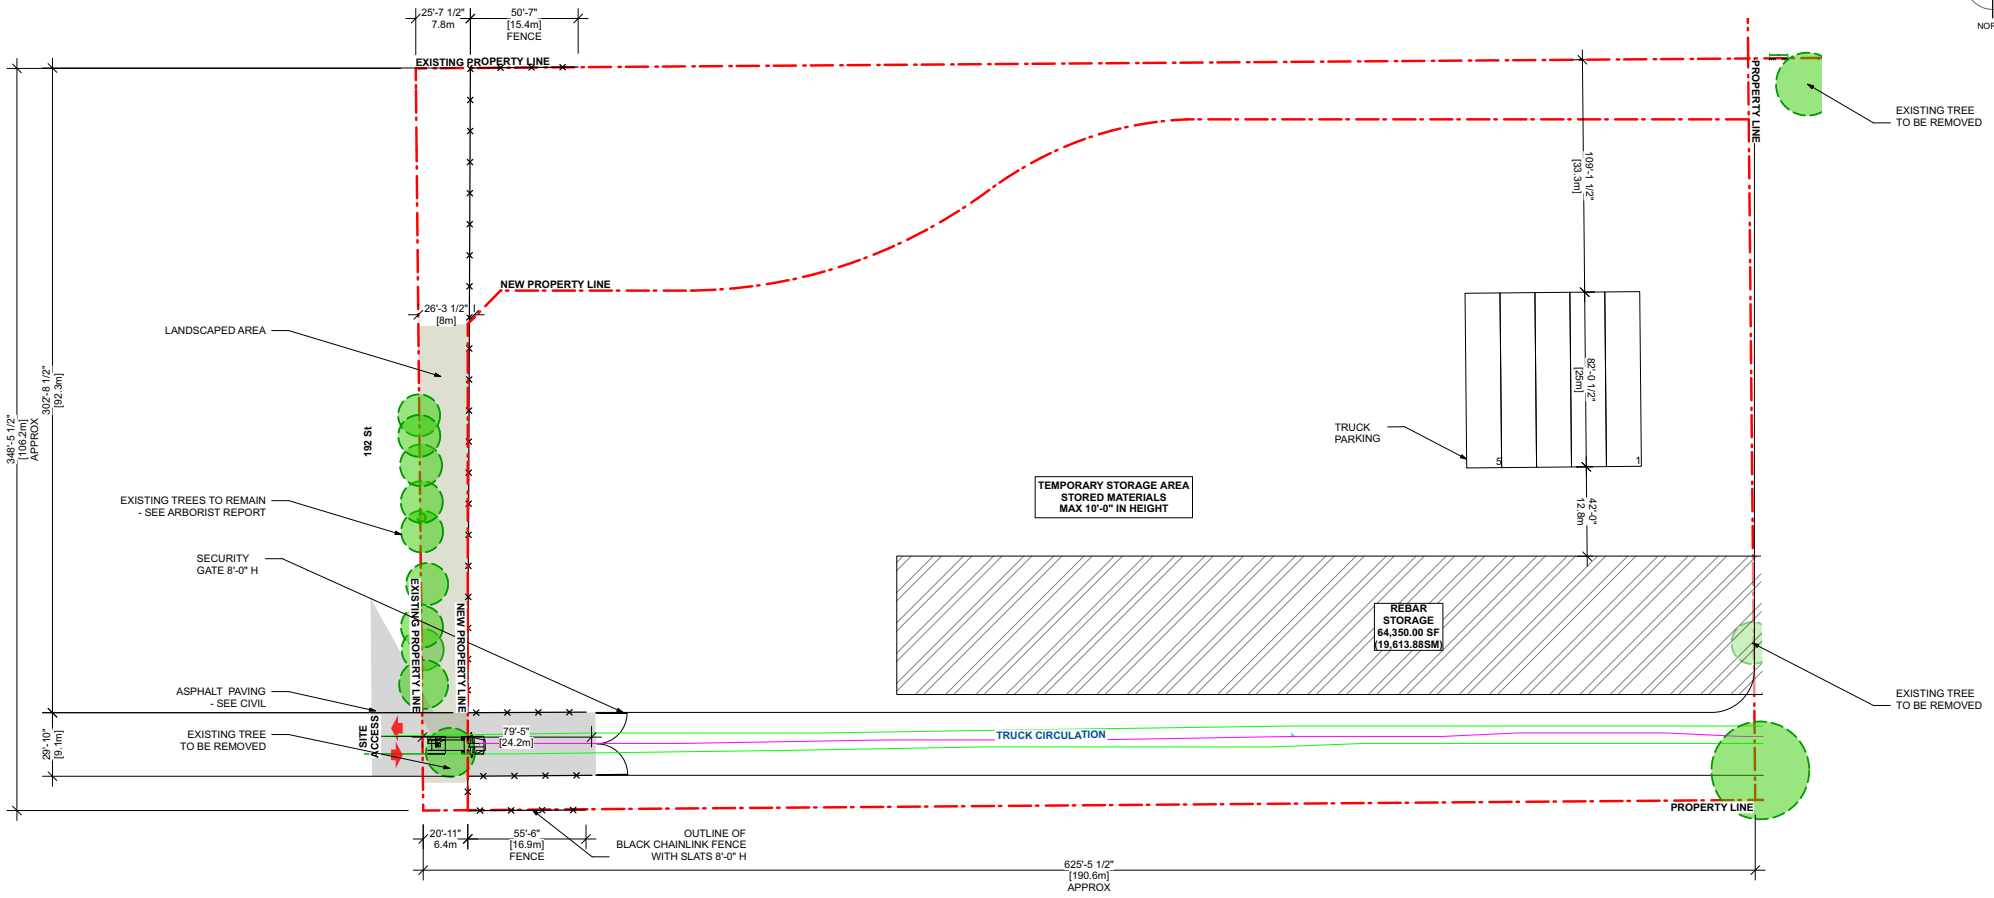 25'-7 1/2"
7.8m
50'-7"
[15.4m]
FENCE
EXISTING PROPERTY LINE
PROPERTY LINE
EXISTING TREE
TO BE REMOVED
109'-1 1/2"
[33.3m]
NEW PROPERTY LINE
26'-3 1/2"
[8m]
LANDSCAPED AREA
302'-8 1/2"
[92.3m]
348'-5 1/2"
[106.2m]
APPROX
192 St
82'-0 1/2"
[25m]
TRUCK
PARKING
5
1
EXISTING TREES TO REMAIN
- SEE ARBORIST REPORT
TEMPORARY STORAGE AREA
STORED MATERIALS
MAX 10'-0" IN HEIGHT
42'-0"
12.8m
SECURITY
GATE 8'-0" H
EXISTING PROPERTY LINE
NEW PROPERTY LINE
REBAR
STORAGE
64,350.00 SF
(19,613.88SM)
ASPHALT PAVING
- SEE CIVIL
EXISTING TREE
TO BE REMOVED
EXISTING TREE
TO BE REMOVED
SITE
ACCESS
29'-10"
[9.1m]
79'-5"
[24.2m]
TRUCK CIRCULATION
PROPERTY LINE
20'-11"
6.4m
55'-6"
[16.9m]
FENCE
OUTLINE OF
BLACK CHAINLINK FENCE
WITH SLATS 8'-0" H
625'-5 1/2"
[190.6m]
APPROX